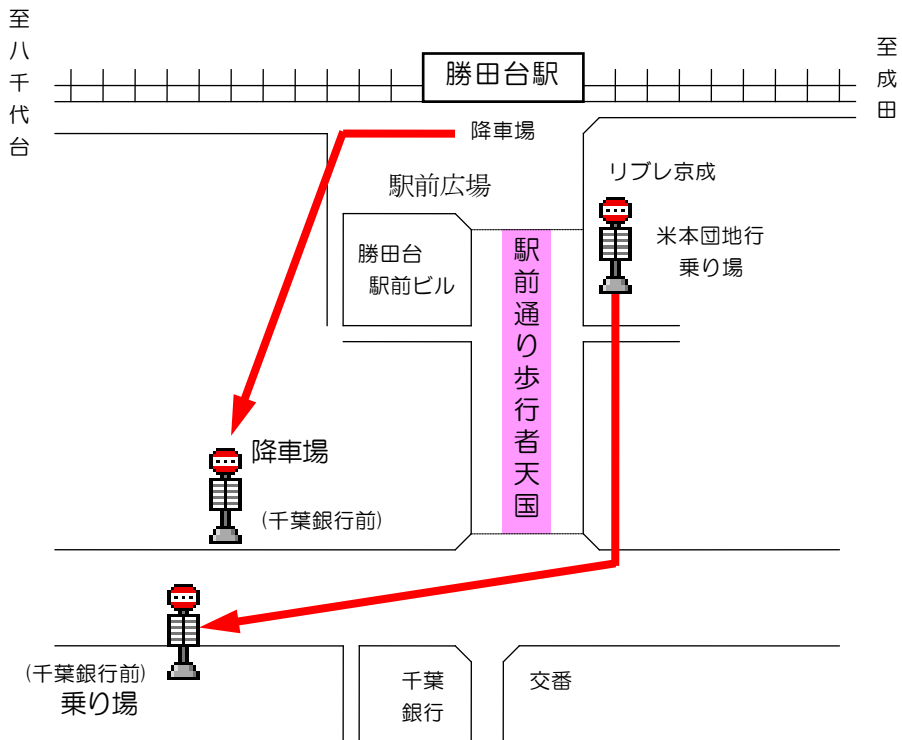 至八千代台
勝田台駅
至成田
降車場
駅前広場
リブレ京成
米本団地行
乗り場
勝田台
駅前ビル
駅前通り歩行者天国
降車場
(千葉銀行前)
(千葉銀行前)
乗り場
千葉
銀行
交番